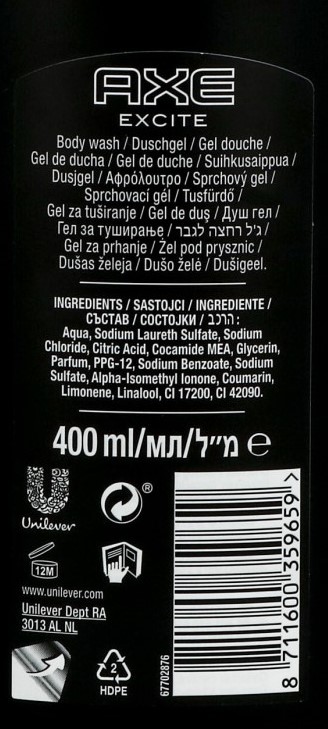 AXE
EXCITE
Body wash / Duschgel / Gel douche /
Gel de ducha / Gel de duche / Suihkusaippua /
Dusjgel / Αφρόλουτρο / Sprchový gel /
Sprchovací gél / Tusfürdő /
Gel za tuširanje / Gel de duș / Душ гел /
Гел за туширање / ג'ל רחצה לגבר /
Gel za prhanje / Żel pod prysznic /
Dušas želeja / Dušo želė / Dušigeel.
INGREDIENTS / SASTOJCI / INGREDIENTE /
СЪСТАВ / СОСТОЈКИ / הרכב :
Aqua, Sodium Laureth Sulfate, Sodium
Chloride, Citric Acid, Cocamide MEA, Glycerin,
Parfum, PPG-12, Sodium Benzoate, Sodium
Sulfate, Alpha-Isomethyl Ionone, Coumarin,
Limonene, Linalool, CI 17200, CI 42090.
400 ml/мл/מ"ל ℮
Unilever
®
12M
www.unilever.com
Unilever Dept RA
3013 AL NL
2
HDPE
67702876
8 711600 359659 >